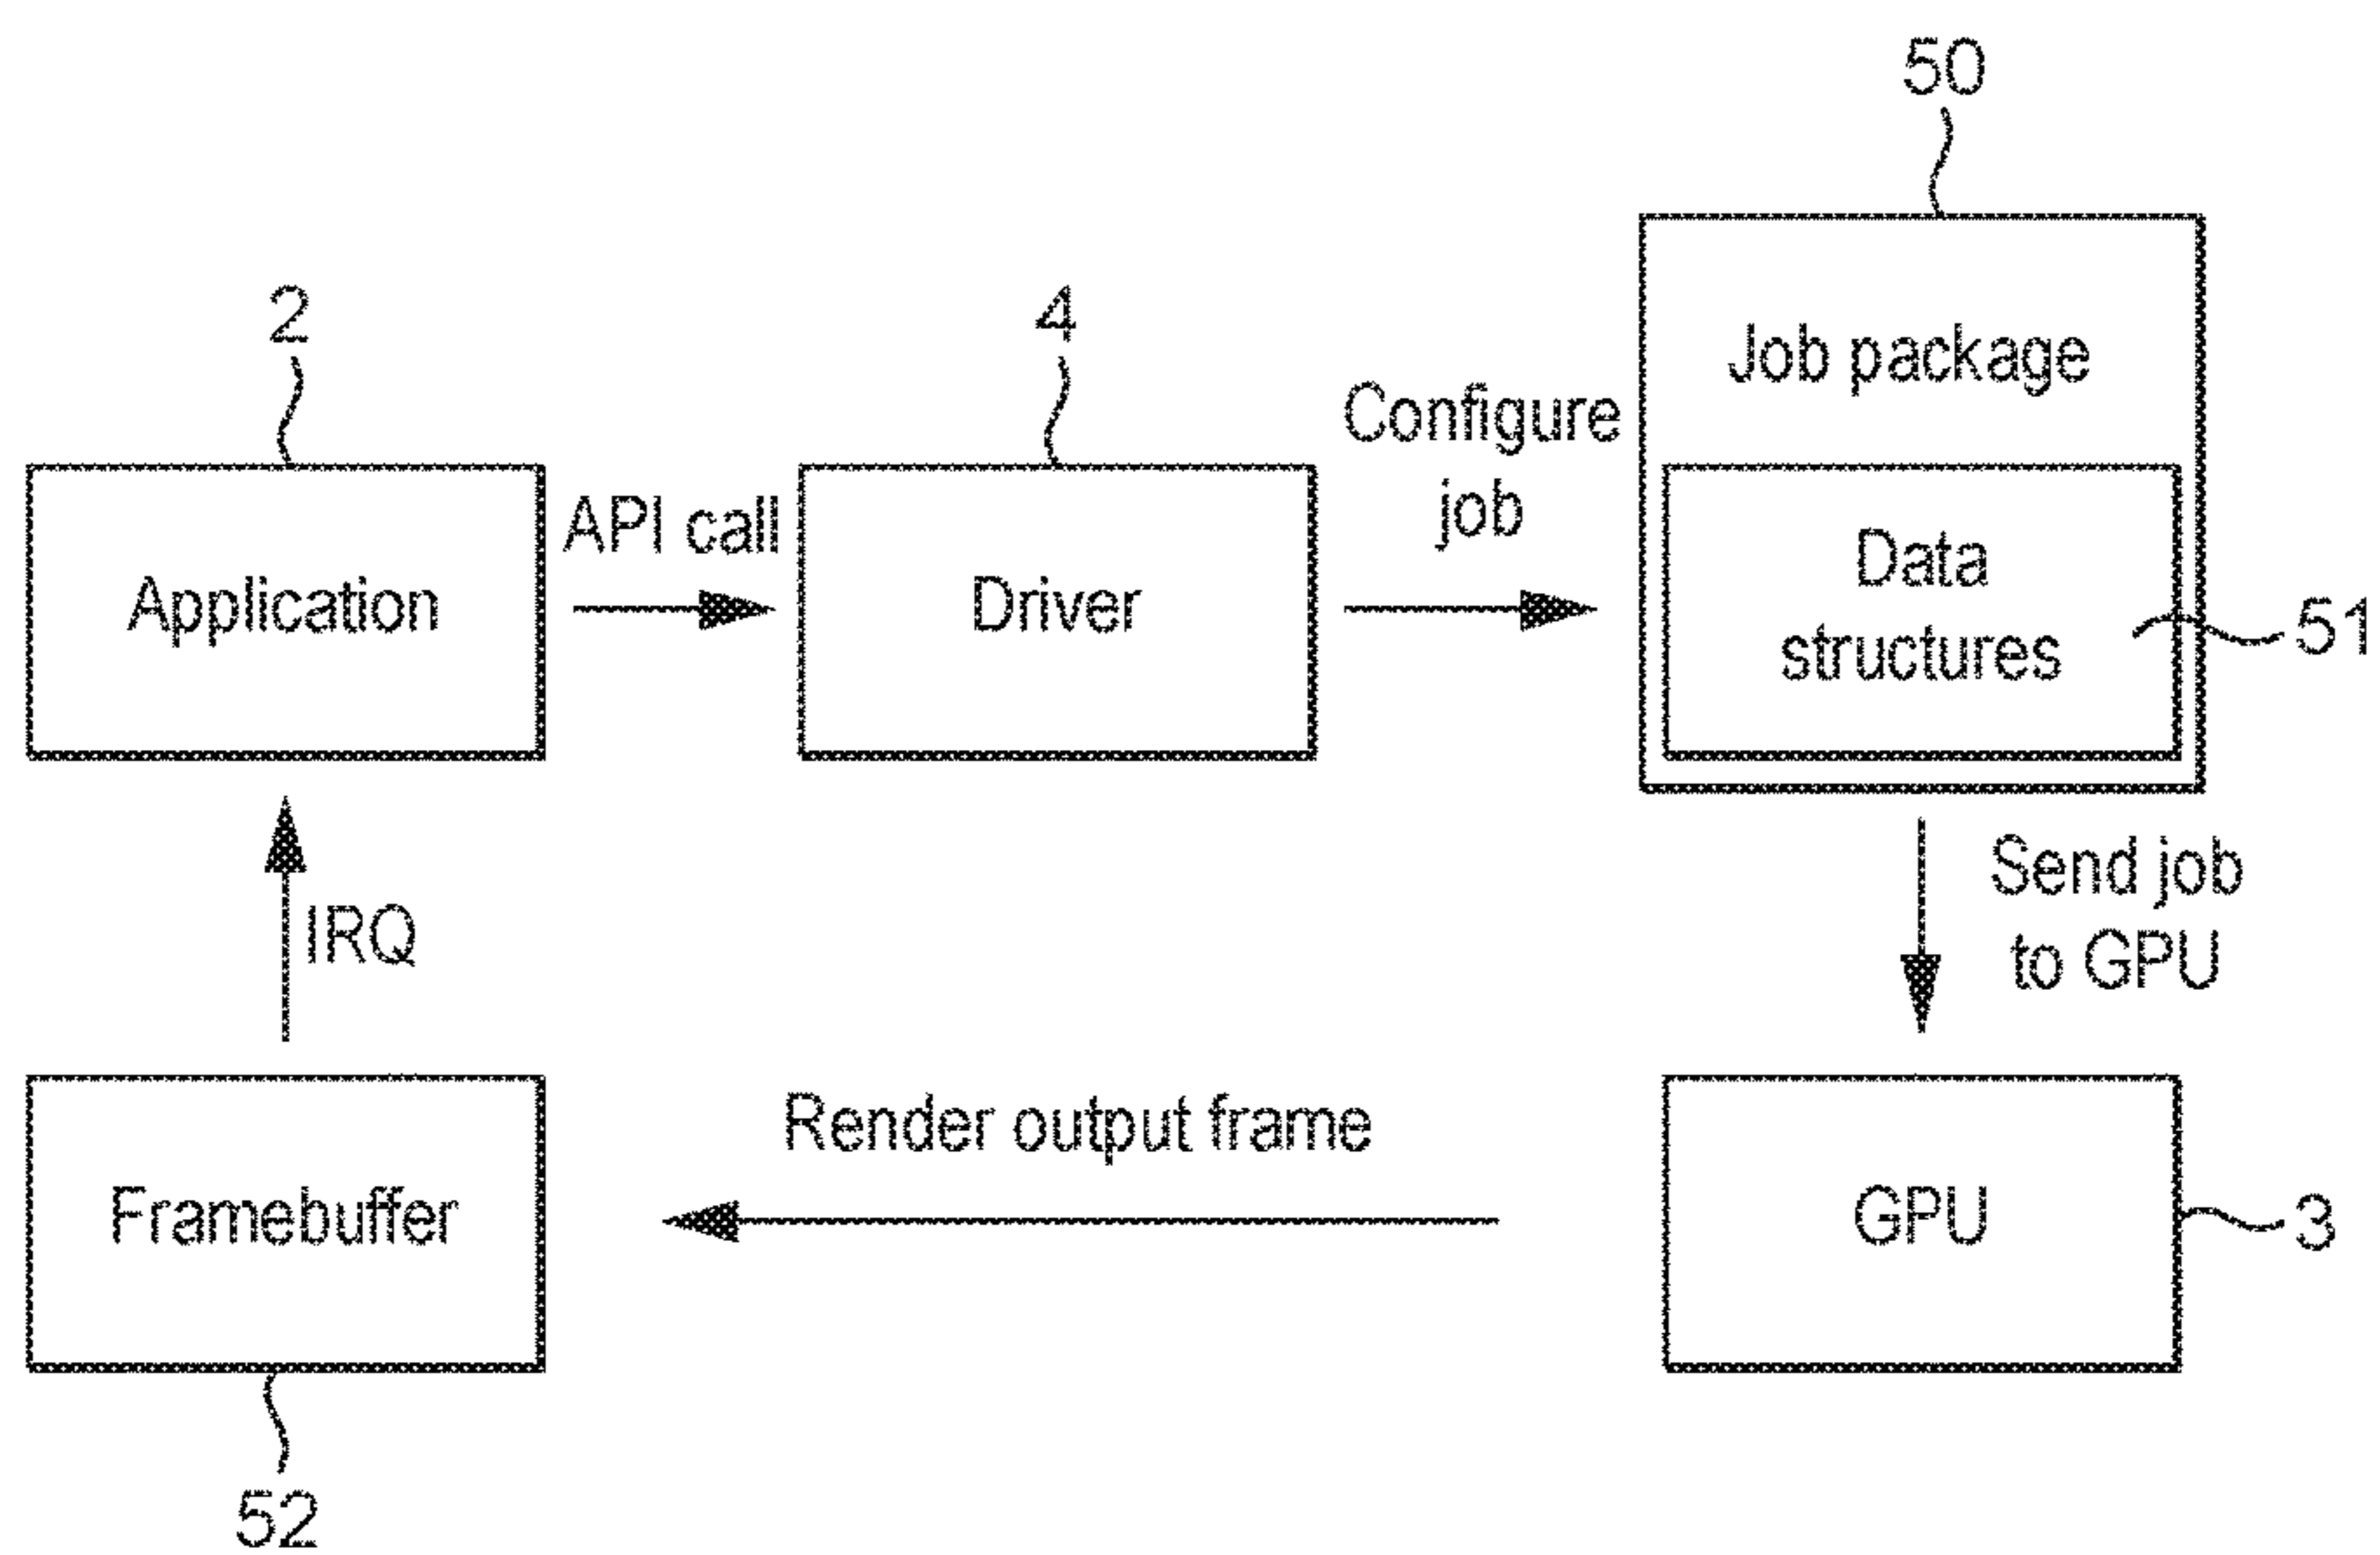 50
2
4
Job package
Configure
job
API call
Application
Driver
Data
structures
51
Send job
to GPU
IRQ
Render output frame
Framebuffer
GPU
3
52